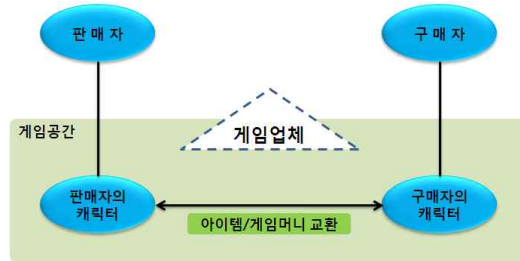 판 매 자
구 매 자
게임업체
게임공간
판매자의
캐릭터
구매자의
캐릭터
아이템/게임머니 교환